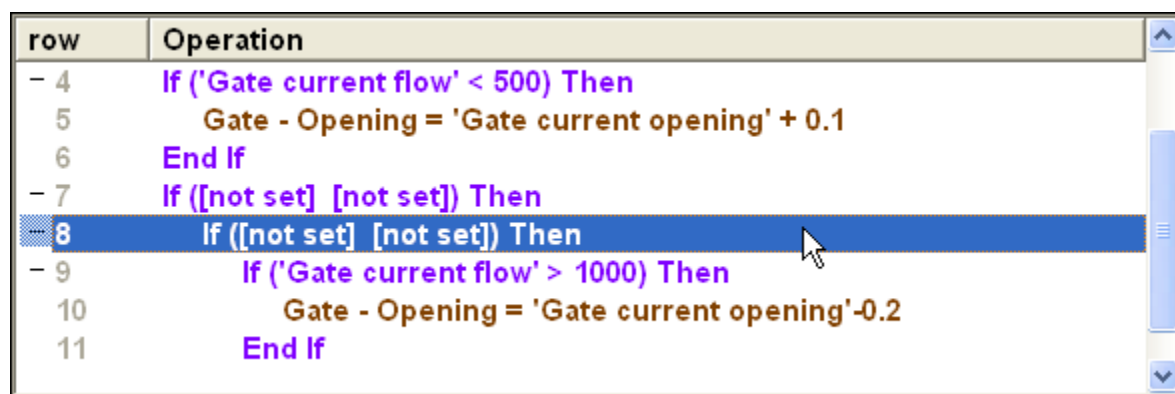 row Operation
- 4 If ('Gate current flow' < 500) Then
5 Gate - Opening = 'Gate current opening' + 0.1
6 End If
- 7 If ([not set]  [not set]) Then
- 8 If ([not set]  [not set]) Then
- 9 If ('Gate current flow' > 1000) Then
10 Gate - Opening = 'Gate current opening'-0.2
11 End If